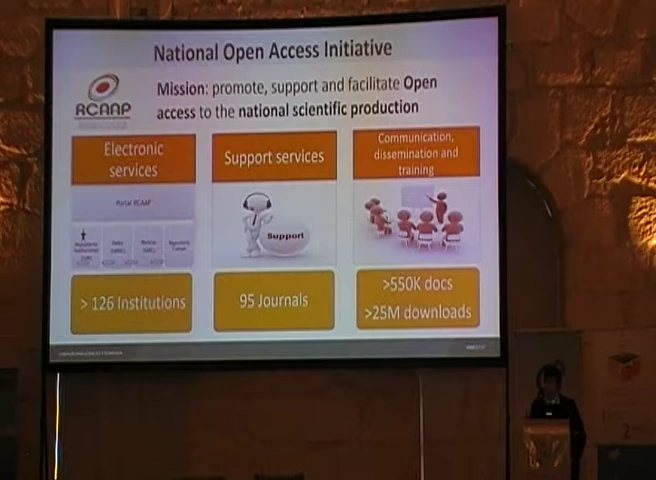 National Open Access Initiative
Mission: promote, support and facilitate Open
access to the national scientific production
RCAAP
Electronic
services
Support services
Communication,
dissemination and
training
Portal RCAAP
Support
> 126 Institutions
95 Journals
>550K docs
>25M downloads